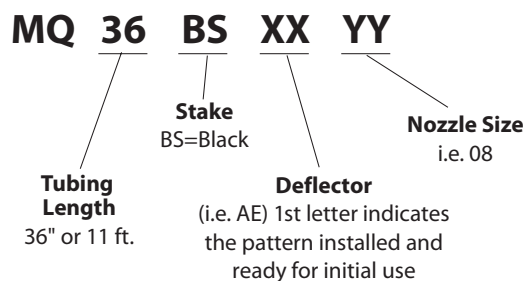 MQ 36 BS XX YY
Stake
BS=Black
Nozzle Size
i.e. 08
Tubing
Length
36" or 11 ft.
Deflector
(i.e. AE) 1st letter indicates
the pattern installed and
ready for initial use